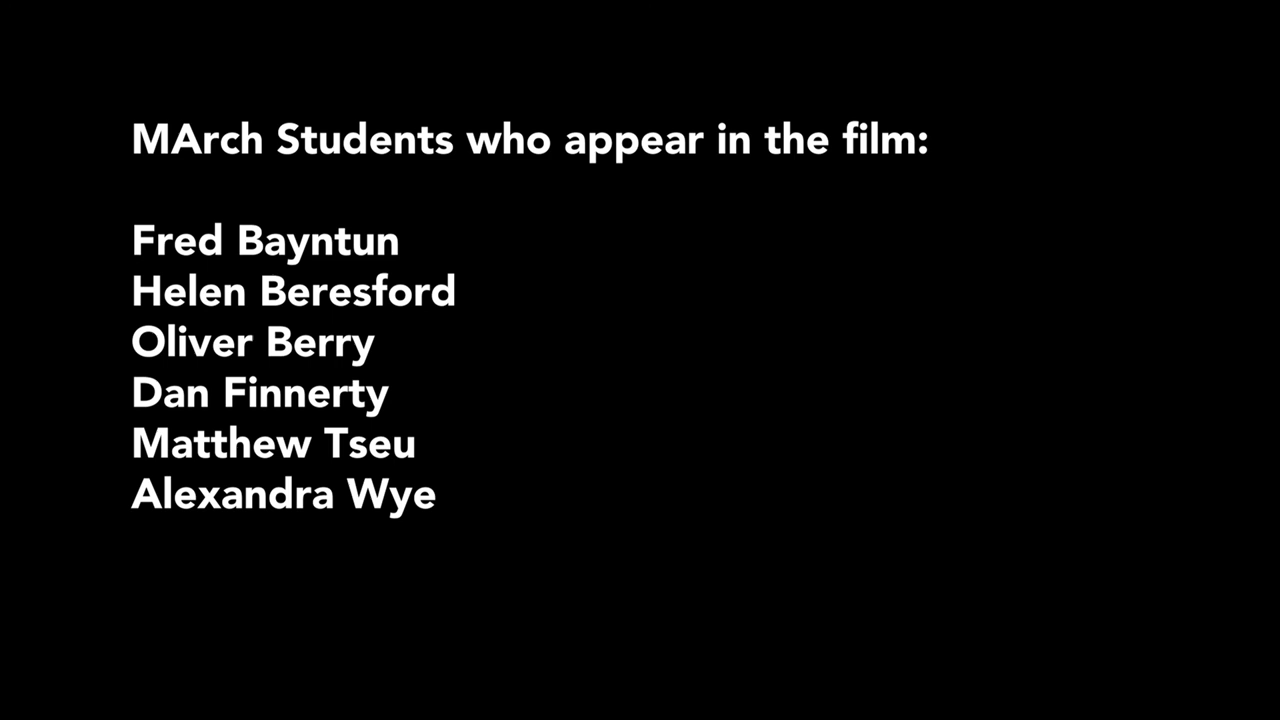 MArch Students who appear in the film:
Fred Bayntun
Helen Beresford
Oliver Berry
Dan Finnerty
Matthew Tseu
Alexandra Wye